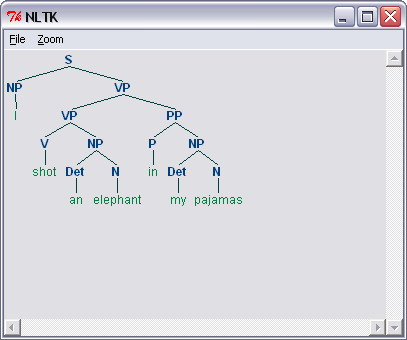 NLTK
File Zoom
S
NP VP
I VP PP
V NP P NP
shot Det N in Det N
an elephant my pajamas